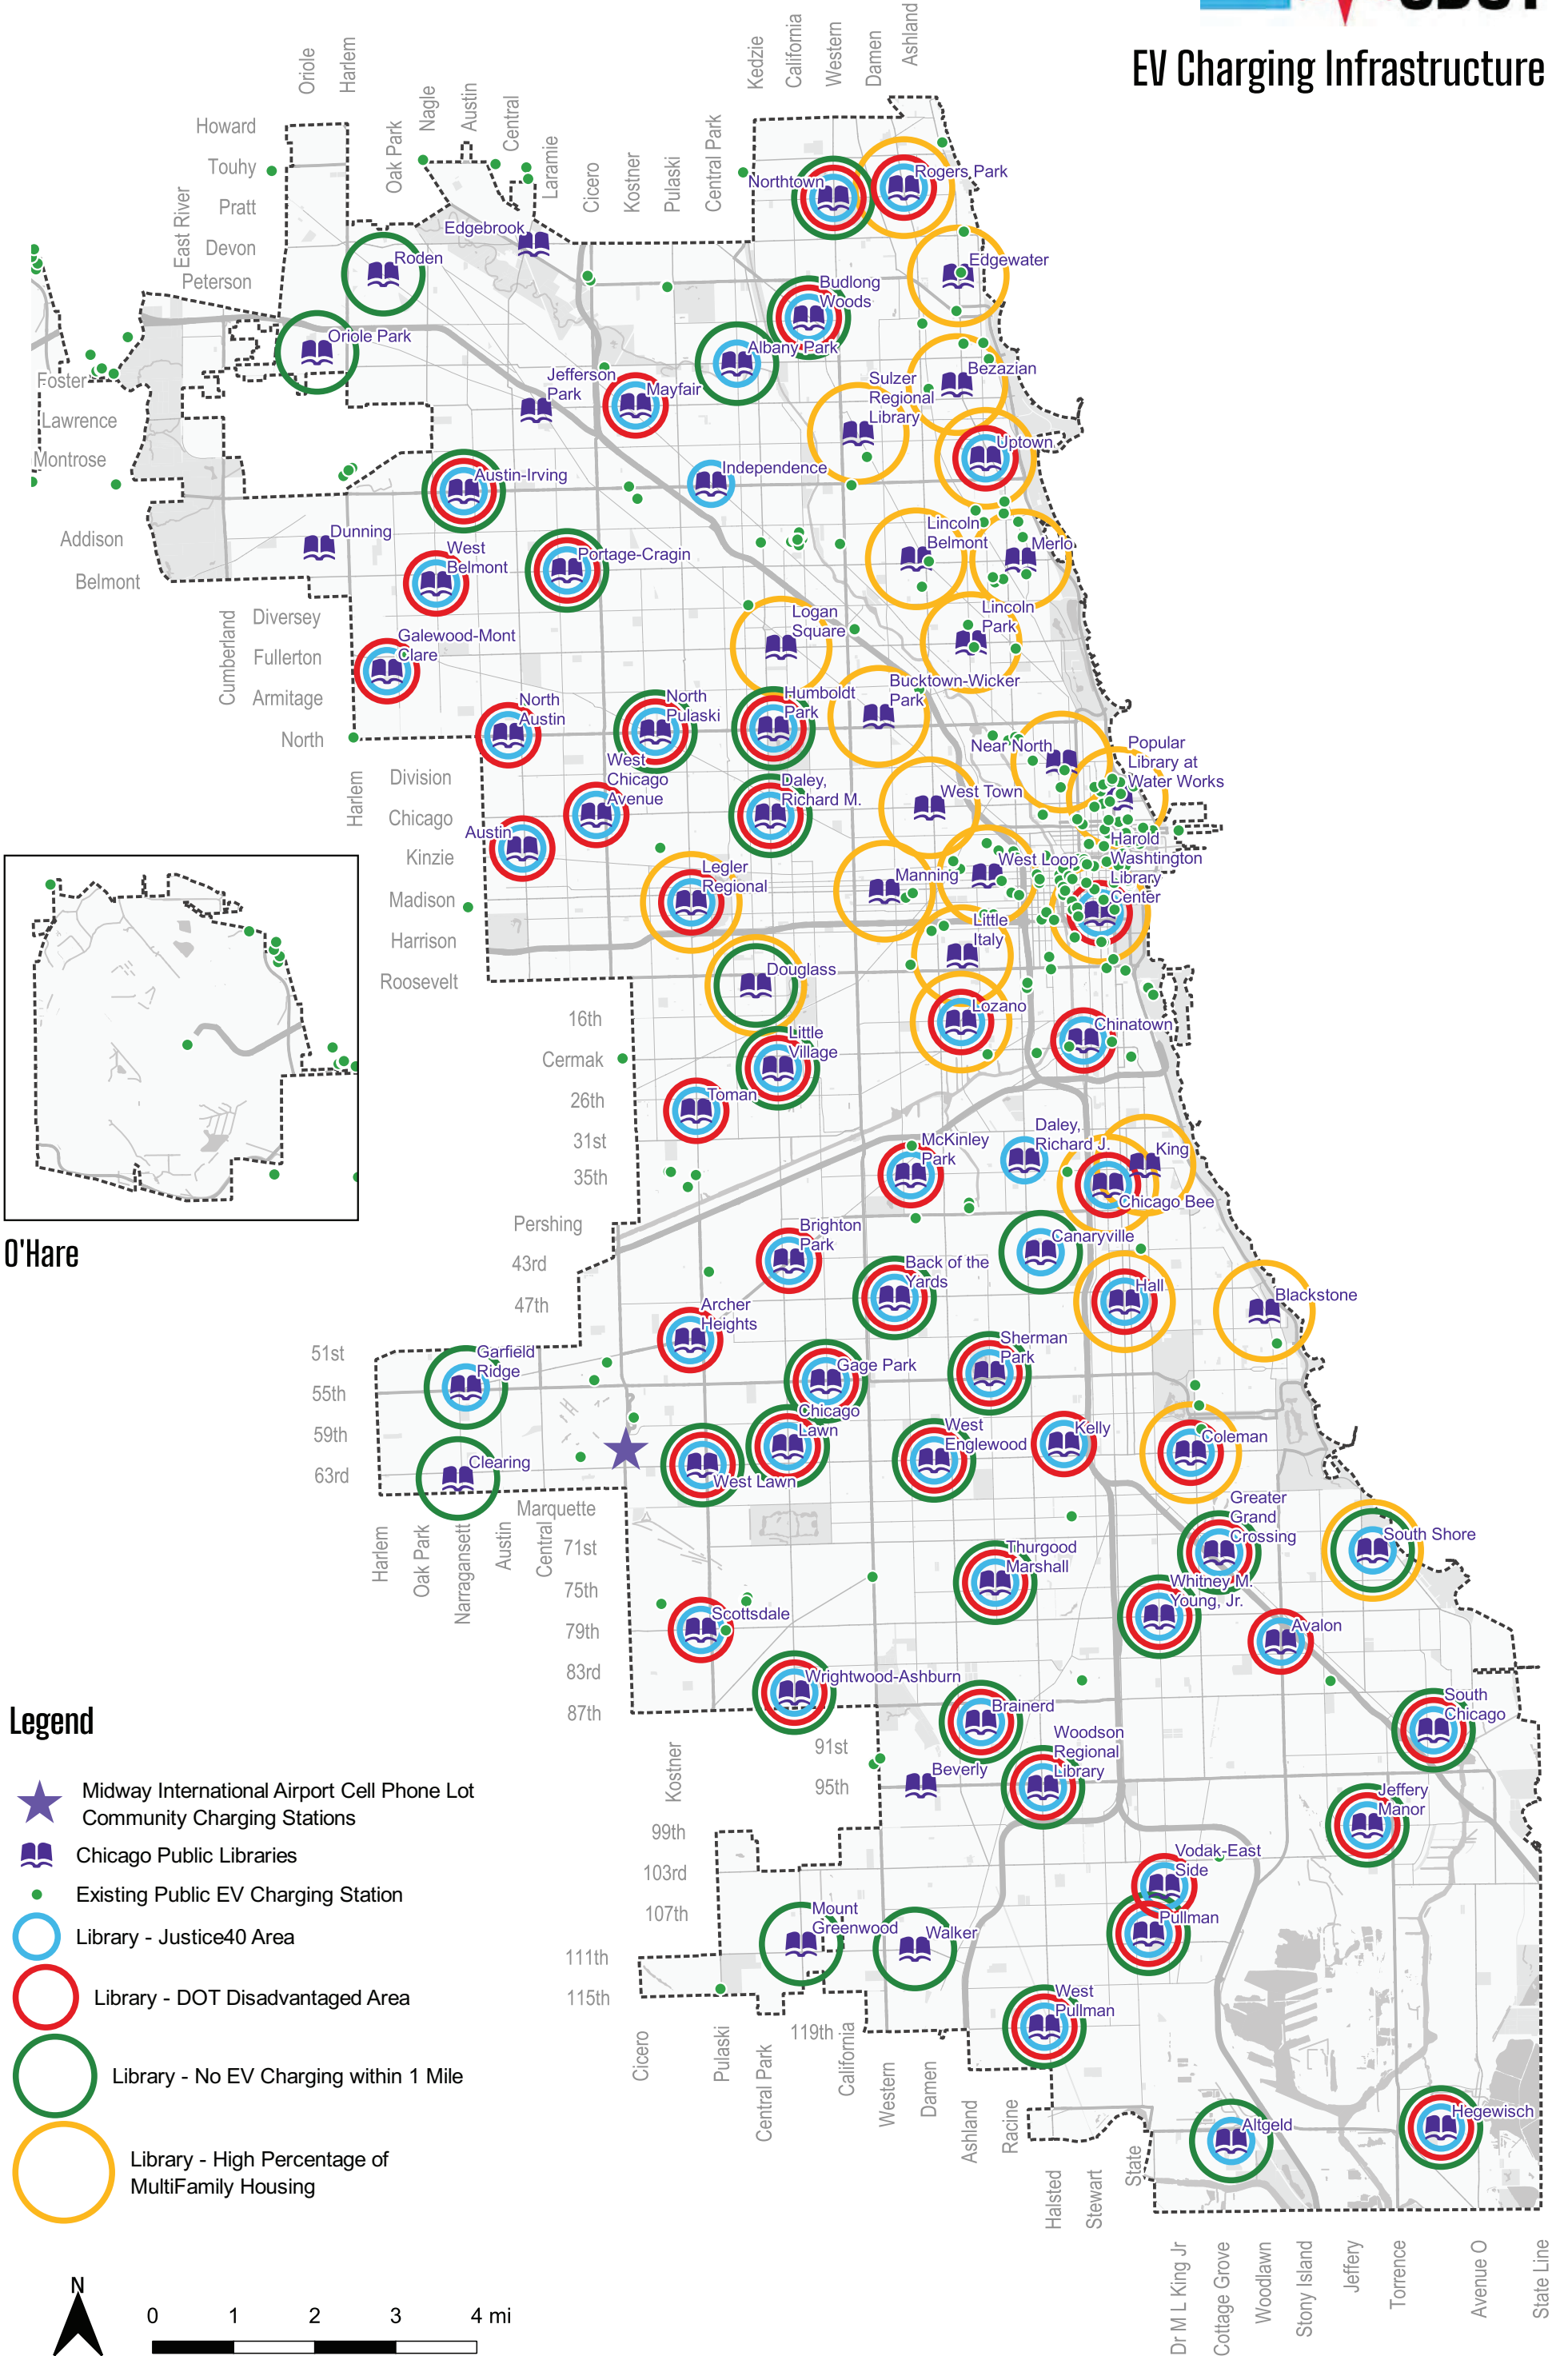 EV Charging Infrastructure
Oriole
Harlem
Oak Park
Nagle
Austin
Central
Laramie
Cicero
Kostner
Pulaski
Central Park
Kedzie
California
Western
Damen
Ashland
Howard
Touhy
Pratt
Devon
Peterson
East River
Foster
Lawrence
Montrose
Addison
Belmont
Cumberland
Diversey
Fullerton
Armitage
North
Harlem
Division
Chicago
Kinzie
Madison
Harrison
Roosevelt
16th
Cermak
26th
31st
35th
Pershing
43rd
47th
51st
55th
59th
63rd
Marquette
71st
75th
79th
83rd
87th
Harlem
Oak Park
Narragansett
Austin
Central
Kostner
91st
95th
99th
103rd
107th
111th
115th
119th
Cicero
Pulaski
Central Park
California
Western
Damen
Ashland
Racine
Halsted
Stewart
State
Dr M L King Jr
Cottage Grove
Woodlawn
Stony Island
Jeffery
Torrence
Avenue O
State Line
Northtown
Rogers Park
Edgebrook
Roden
Edgewater
Budlong
Woods
Oriole Park
Albany Park
Bezazian
Jefferson
Park
Mayfair
Sulzer
Regional
Library
Uptown
Austin-Irving
Independence
Dunning
Lincoln
Belmont
Merlo
West
Belmont
Portage-Cragin
Logan
Square
Lincoln
Park
Galewood-Mont
Clare
Bucktown-Wicker
Park
North
Austin
North
Pulaski
Humboldt
Park
Near North
Popular
Library at
Water Works
West
Chicago
Avenue
Daley,
Richard M.
West Town
Austin
Harold
Washtington
Library
Center
Legler
Regional
Manning
West Loop
Little
Italy
Douglass
Lozano
Chinatown
Little
Village
Toman
McKinley
Park
Daley,
Richard J.
King
Chicago Bee
Brighton
Park
Canaryville
Back of the
Yards
Hall
Blackstone
Archer
Heights
Garfield
Ridge
Gage Park
Sherman
Park
Chicago
Lawn
West
Englewood
Kelly
Coleman
Clearing
West Lawn
Greater
Grand
Crossing
South Shore
Thurgood
Marshall
Whitney M.
Young, Jr.
Scottsdale
Avalon
Wrightwood-Ashburn
Brainerd
South
Chicago
Woodson
Regional
Library
Beverly
Jeffery
Manor
Vodak-East
Side
Mount
Greenwood
Walker
Pullman
West
Pullman
Altgeld
Hegewisch
O'Hare
Legend
Midway International Airport Cell Phone Lot
Community Charging Stations
Chicago Public Libraries
Existing Public EV Charging Station
Library - Justice40 Area
Library - DOT Disadvantaged Area
Library - No EV Charging within 1 Mile
Library - High Percentage of
MultiFamily Housing
N
0 1 2 3 4 mi